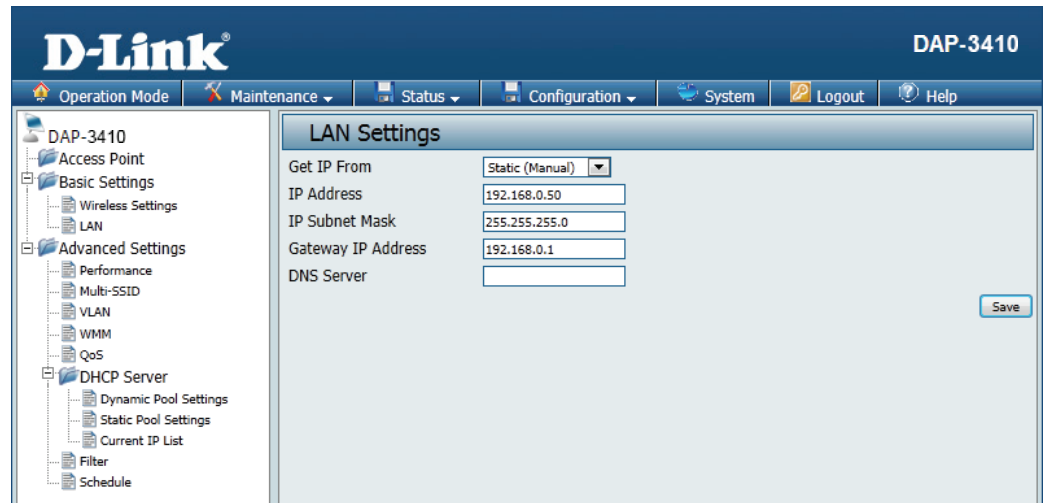 D-Link®
DAP-3410
Operation Mode
Maintenance
Status
Configuration
System
Logout
Help
DAP-3410
Access Point
Basic Settings
Wireless Settings
LAN
Advanced Settings
Performance
Multi-SSID
VLAN
WMM
QoS
DHCP Server
Dynamic Pool Settings
Static Pool Settings
Current IP List
Filter
Schedule
LAN Settings
Get IP From Static (Manual)
IP Address 192.168.0.50
IP Subnet Mask 255.255.255.0
Gateway IP Address 192.168.0.1
DNS Server
Save